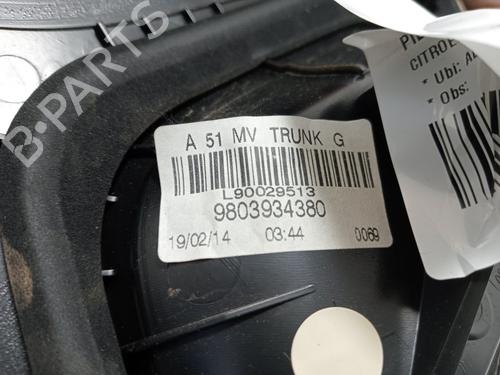 A 51 MV TRUNK G
L90029513
9803934380
19/02/14 03:44 0069
CITROE
* Ubi: A
* Obs:
B-PARTS